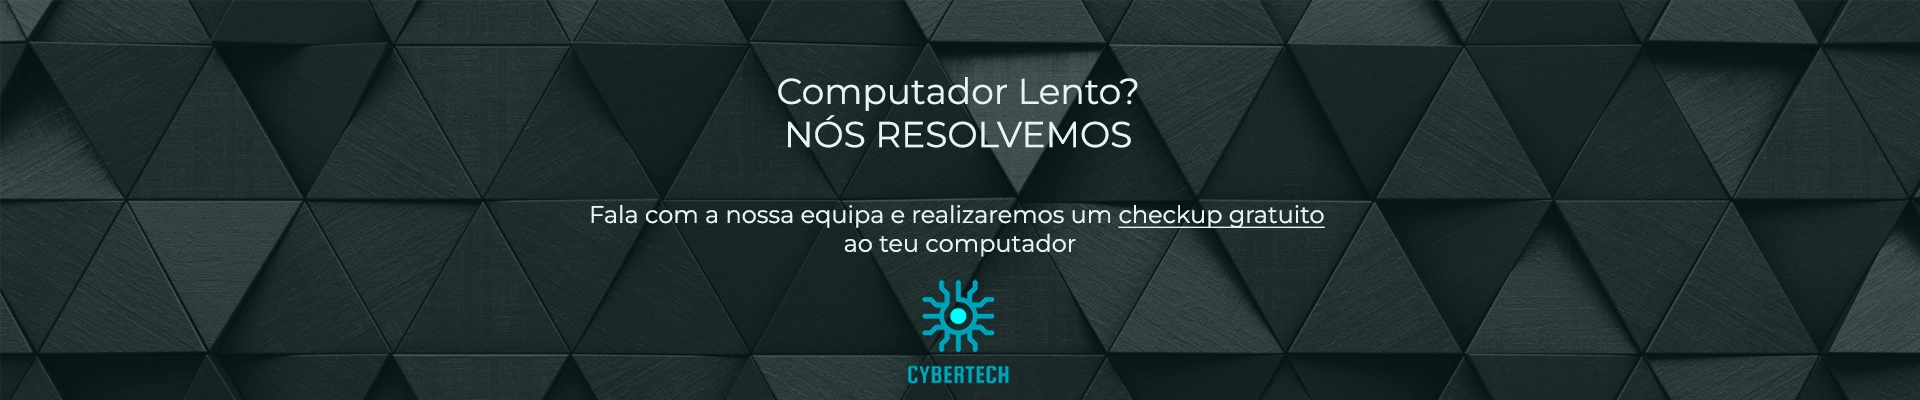 Computador Lento?
NÓS RESOLVEMOS
Fala com a nossa equipa e realizaremos um checkup gratuito
ao teu computador
CYBERTECH